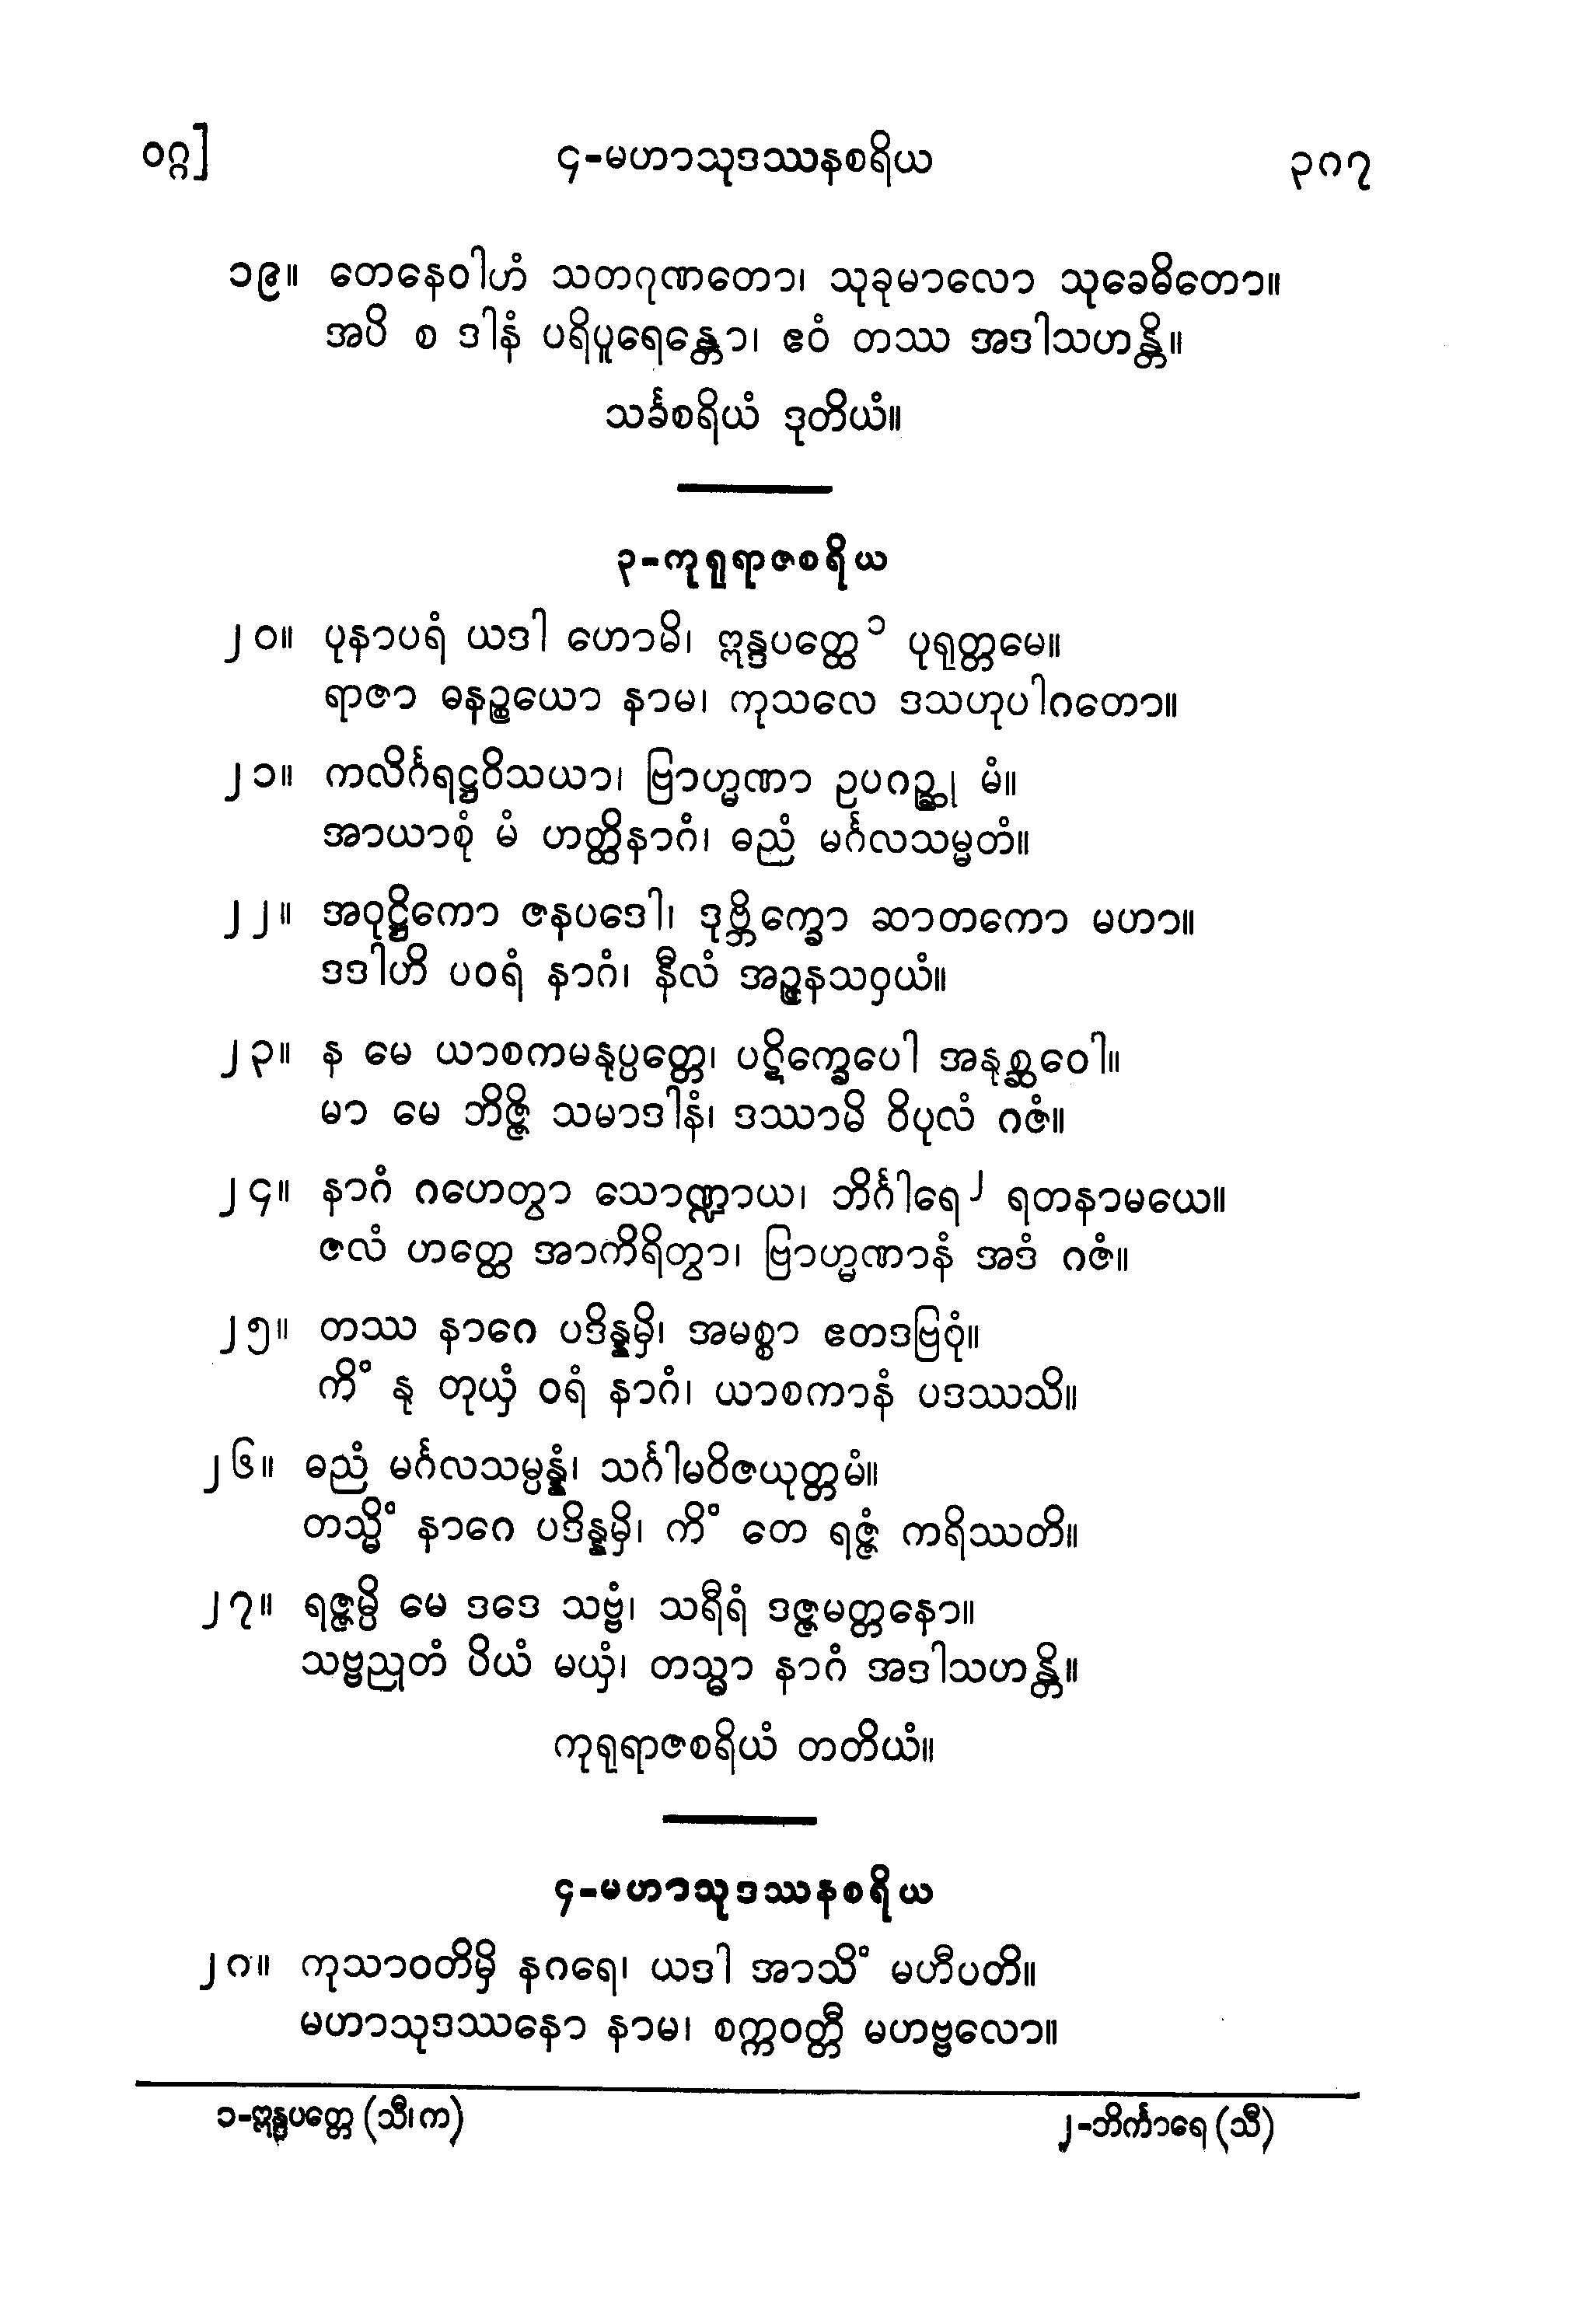 ဝဂ္ဂ]
၄-မဟာသုဒဿနစရိယ
၃၈၇
၁၉။ တေနေဝါဟံ သတဂုဏတော၊ သုခုမာလော သုခေဓိတော။
အပိ စ ဒါနံ ပရိပူရေန္တော၊ ဧဝံ တဿ အဒါသဟန္တိ။
သင်္ခစရိယံ ဒုတိယံ။
၃-ကုရုရာဇစရိယ
၂၀။ ပုနာပရံ ယဒါ ဟောမိ၊ ဣန္ဒပတ္ထေ၁ ပုရုတ္တမေ။
ရာဇာ ဓနဉ္စယော နာမ၊ ကုသလေ ဒသဟုပါဂတော။
၂၁။ ကလိင်္ဂရဋ္ဌဝိသယာ၊ ဗြာဟ္မဏာ ဥပဂဉ္ဆု မံ။
အာယာစုံ မံ ဟတ္ထိနာဂံ၊ ဓညံ မင်္ဂလသမ္မတံ။
၂၂။ အဝုဋ္ဌိကော ဇနပဒေါ၊ ဒုဗ္ဘိက္ခော ဆာတကော မဟာ။
ဒဒါဟိ ပဝရံ နာဂံ၊ နီလံ အဉ္ဇနသဝှယံ။
၂၃။ န မေ ယာစကမနုပ္ပတ္တေ၊ ပဋိက္ခေပေါ အနုစ္ဆဝေါ။
မာ မေ ဘိဇ္ဇိ သမာဒါနံ၊ ဒဿာမိ ဝိပုလံ ဂဇံ။
၂၄။ နာဂံ ဂဟေတွာ သောဏ္ဍာယ၊ ဘိင်္ဂါရေ၂ ရတနာမယေ။
ဇလံ ဟတ္ထေ အာကိရိတွာ၊ ဗြာဟ္မဏာနံ အဒံ ဂဇံ။
၂၅။ တဿ နာဂေ ပဒိန္နမှိ၊ အမစ္စာ ဧတဒဗြဝုံ။
ကိံ နု တုယှံ ဝရံ နာဂံ၊ ယာစကာနံ ပဒဿသိ။
၂၆။ ဓညံ မင်္ဂလသမ္ပန္နံ၊ သင်္ဂါမဝိဇယုတ္တမံ။
တသ္မိံ နာဂေ ပဒိန္နမှိ၊ ကိံ တေ ရဇ္ဇံ ကရိဿတိ။
၂၇။ ရဇ္ဇမ္ပိ မေ ဒဒေ သဗ္ဗံ၊ သရီရံ ဒဇ္ဇမတ္တနော။
သဗ္ဗညုတံ ပိယံ မယှံ၊ တသ္မာ နာဂံ အဒါသဟန္တိ။
ကုရုရာဇစရိယံ တတိယံ။
၄-မဟာသုဒဿနစရိယ
၂၈။ ကုသာဝတိမှိ နဂရေ၊ ယဒါ အာသိံ မဟီပတိ။
မဟာသုဒဿနော နာမ၊ စက္ကဝတ္တီ မဟဗ္ဗလော။
၁-ဣန္ဒပတ္တေ (သီ၊ က)
၂-ဘိင်္ကာရေ (သီ)